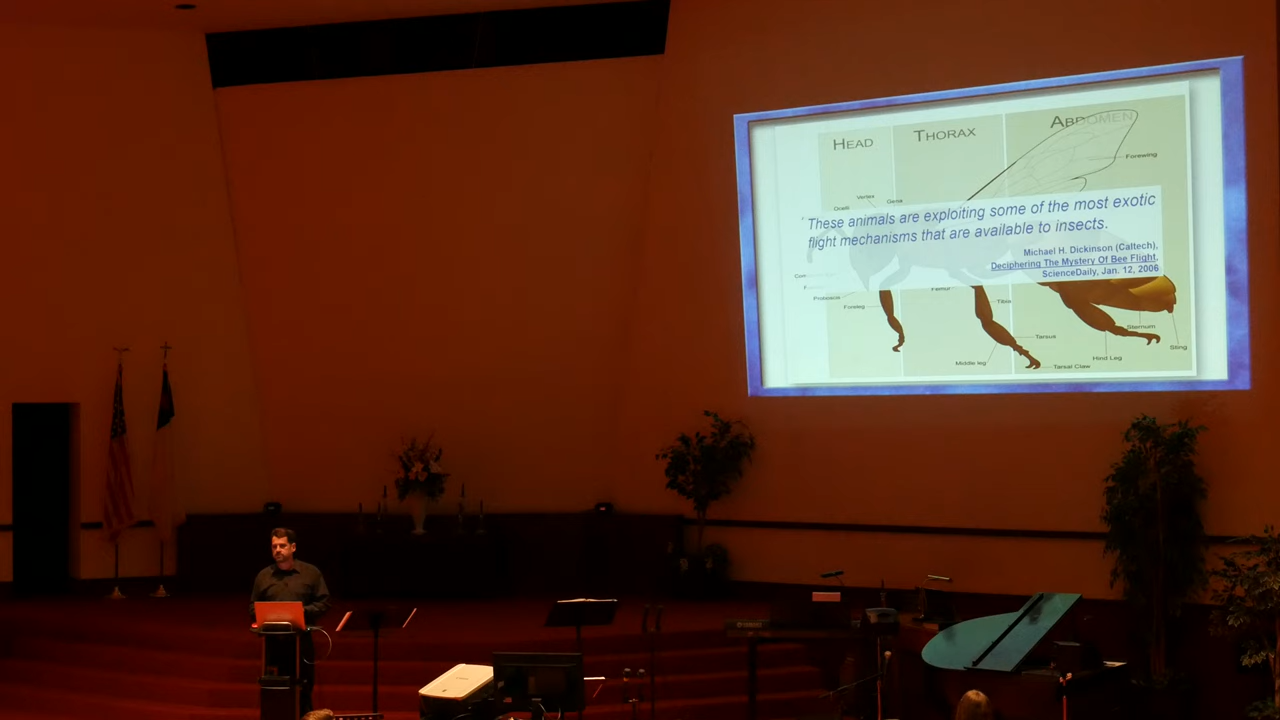 HEAD
THORAX
ABDOMEN
Forewing
Vertex
Gena
Ocelli
These animals are exploiting some of the most exotic
flight mechanisms that are available to insects.
Michael H. Dickinson (Caltech),
Deciphering The Mystery Of Bee Flight,
ScienceDaily, Jan. 12, 2006
Proboscis
Foreleg
Femur
Tibia
Tarsus
Middle leg
Tarsal Claw
Sternum
Hind Leg
Sting